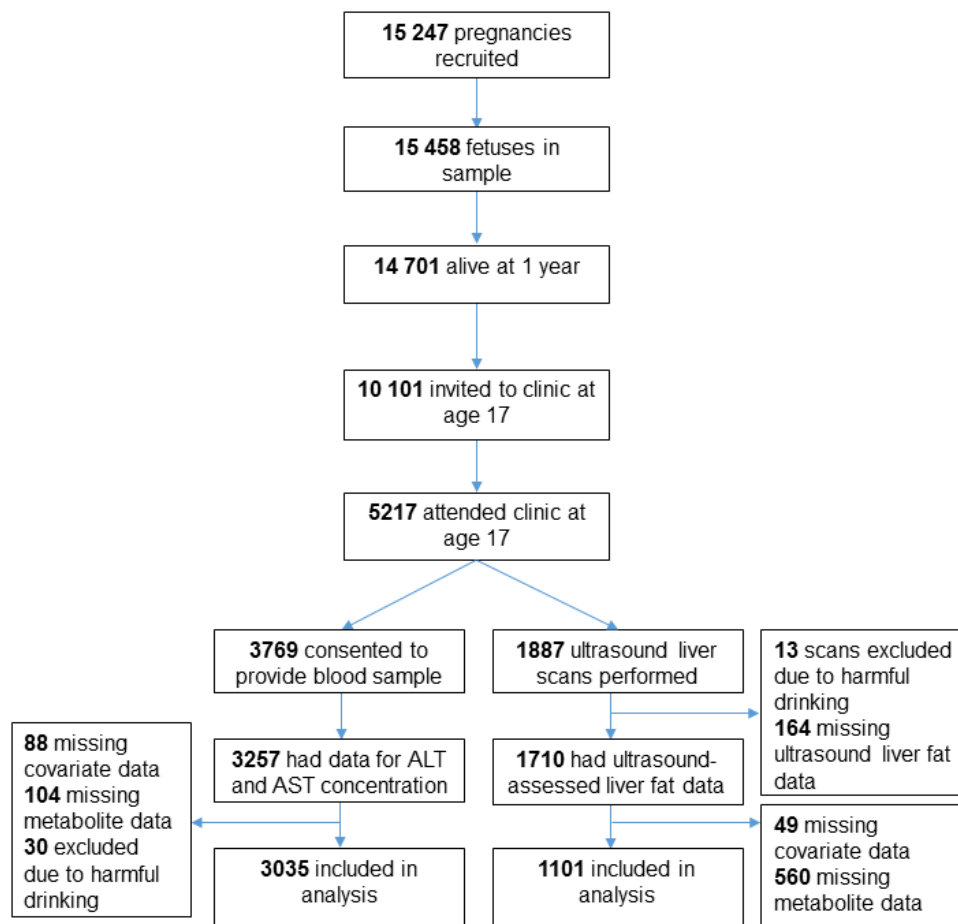 15 247 pregnancies
recruited
15 458 fetuses in
sample
14 701 alive at 1 year
10 101 invited to clinic at
age 17
5217 attended clinic at
age 17
3769 consented to
provide blood sample
1887 ultrasound liver
scans performed
13 scans excluded
due to harmful
drinking
164 missing
ultrasound liver fat
data
88 missing
covariate data
104 missing
metabolite data
30 excluded
due to harmful
drinking
3257 had data for ALT
and AST concentration
1710 had ultrasound-
assessed liver fat data
49 missing
covariate data
560 missing
metabolite data
3035 included in
analysis
1101 included in
analysis